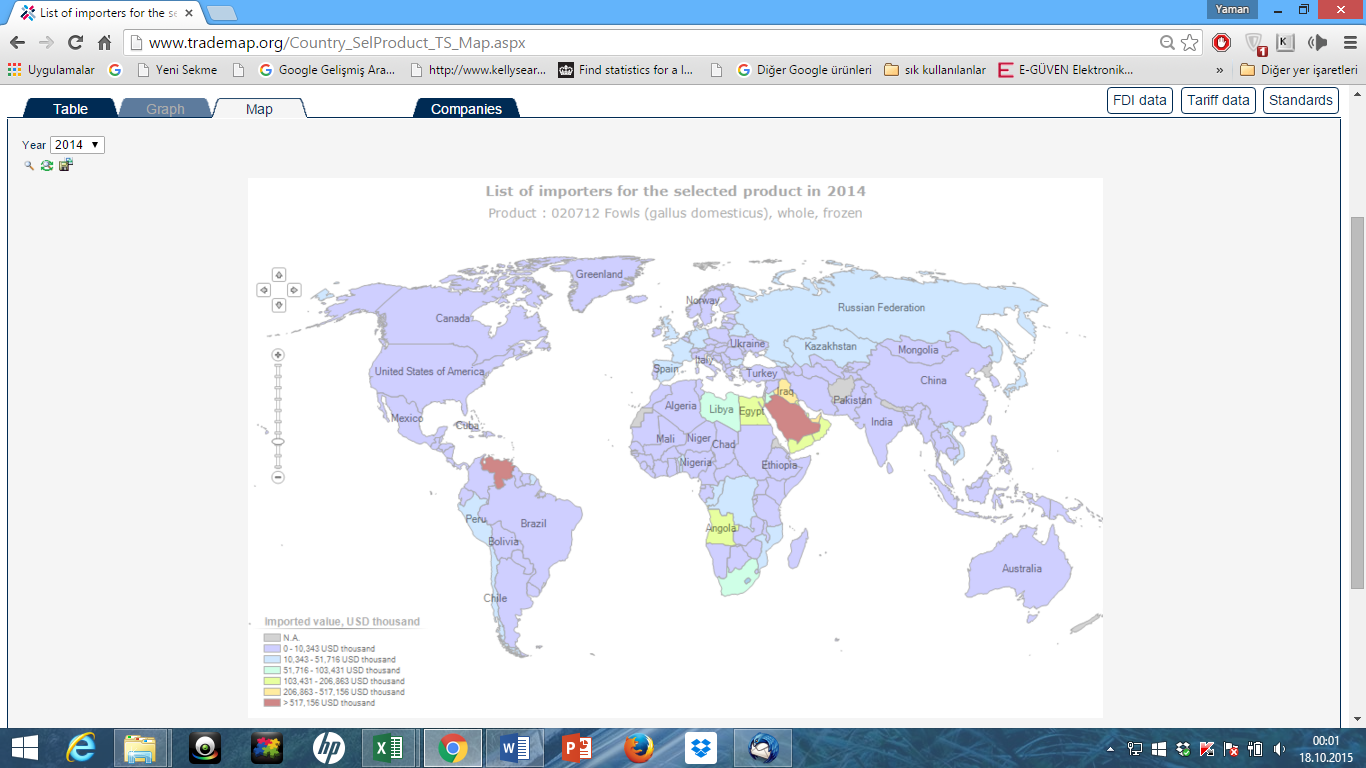 List of importers for the se
Yaman
www.trademap.org/Country_SelProduct_TS_Map.aspx
Uygulamalar
Yeni Sekme
Google Gelişmiş Ara...
http://www.kellysear...
Find statistics for a l...
Diğer Google ürünleri
sık kullanılanlar
E-GÜVEN Elektronik...
»
Diğer yer işaretleri
Table
Graph
Map
Companies
FDI data
Tariff data
Standards
Year 2014
List of importers for the selected product in 2014
Product : 020712 Fowls (gallus domesticus), whole, frozen
Greenland
Norway
Russian Federation
Canada
Ukraine
Kazakhstan
Mongolia
Italy
Spain
United States of America
Turkey
China
Iraq
Pakistan
Algeria
Libya
Egypt
Mexico
Cuba
India
Mali
Niger
Chad
Nigeria
Ethiopia
Peru
Brazil
Angola
Bolivia
Australia
Chile
Imported value, USD thousand
N.A.
0 - 10,343 USD thousand
10,343 - 51,716 USD thousand
51,716 - 103,431 USD thousand
103,431 - 206,863 USD thousand
206,863 - 517,156 USD thousand
> 517,156 USD thousand
00:01
18.10.2015